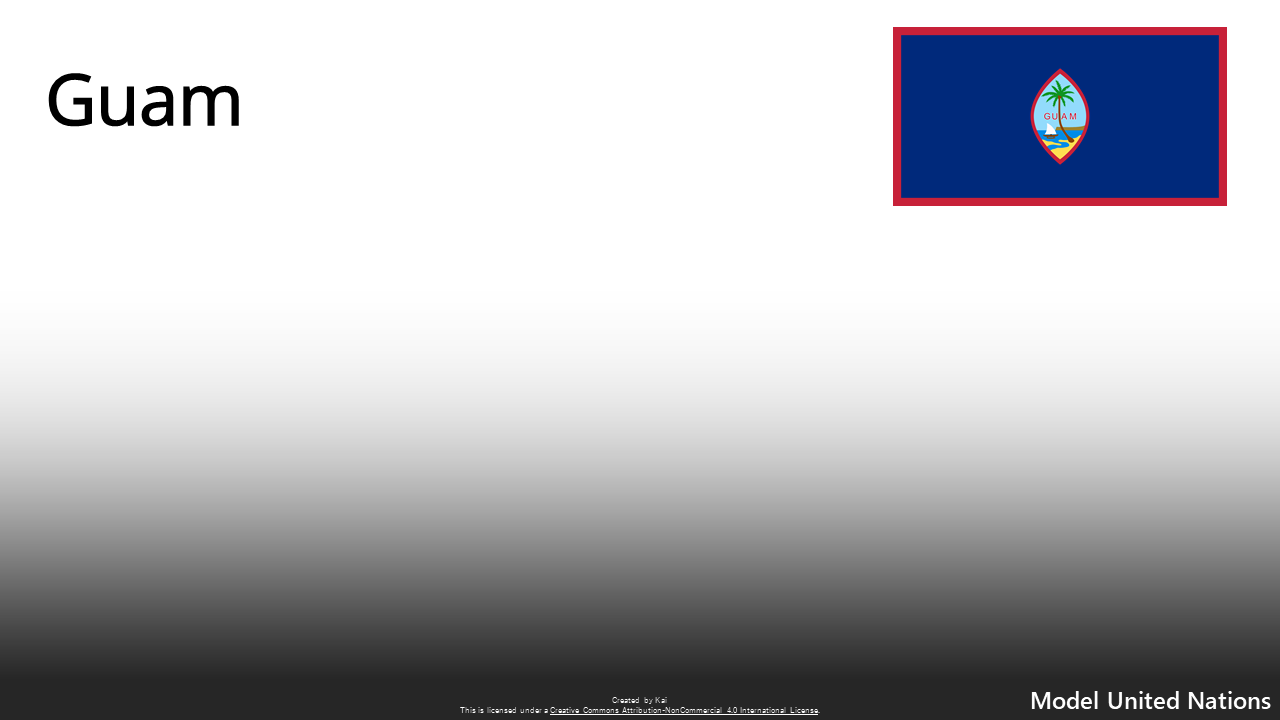 Guam
GUAM
Created by Kai
This is licensed under a Creative Commons Attribution-NonCommercial 4.0 International License.
Model United Nations